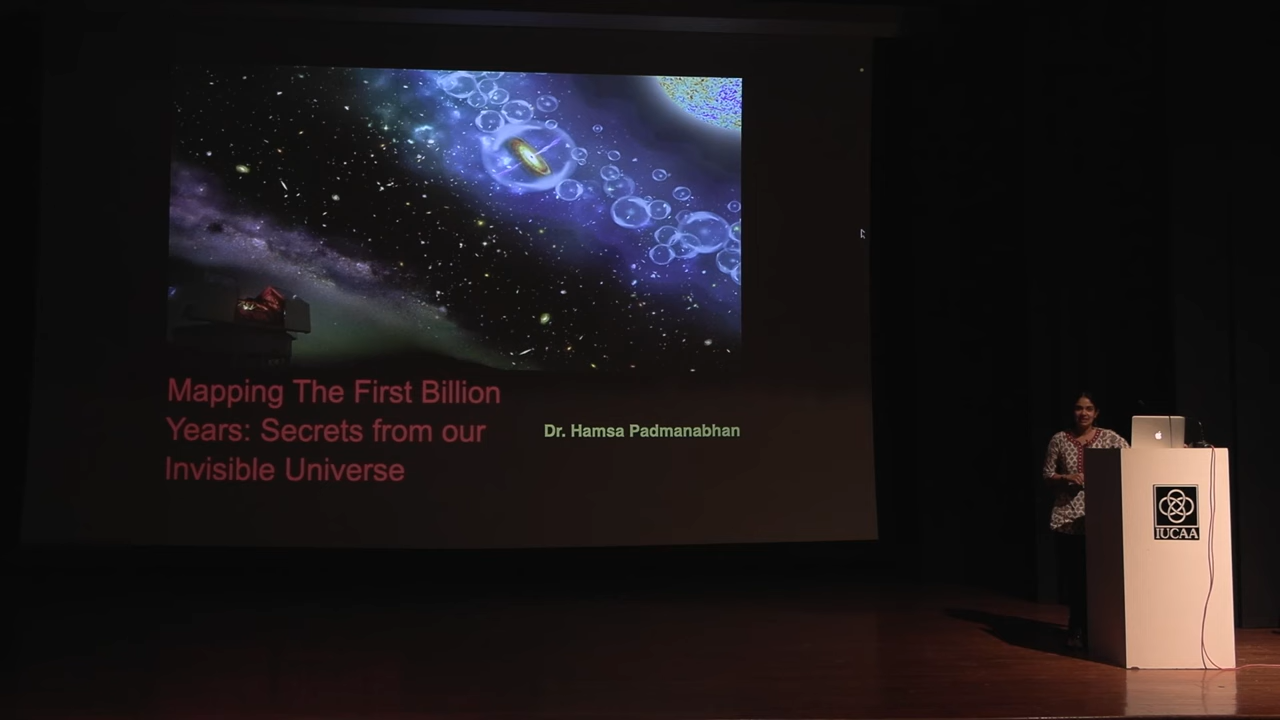 Mapping The First Billion
Years: Secrets from our
Invisible Universe
Dr. Hamsa Padmanabhan
IUCAA